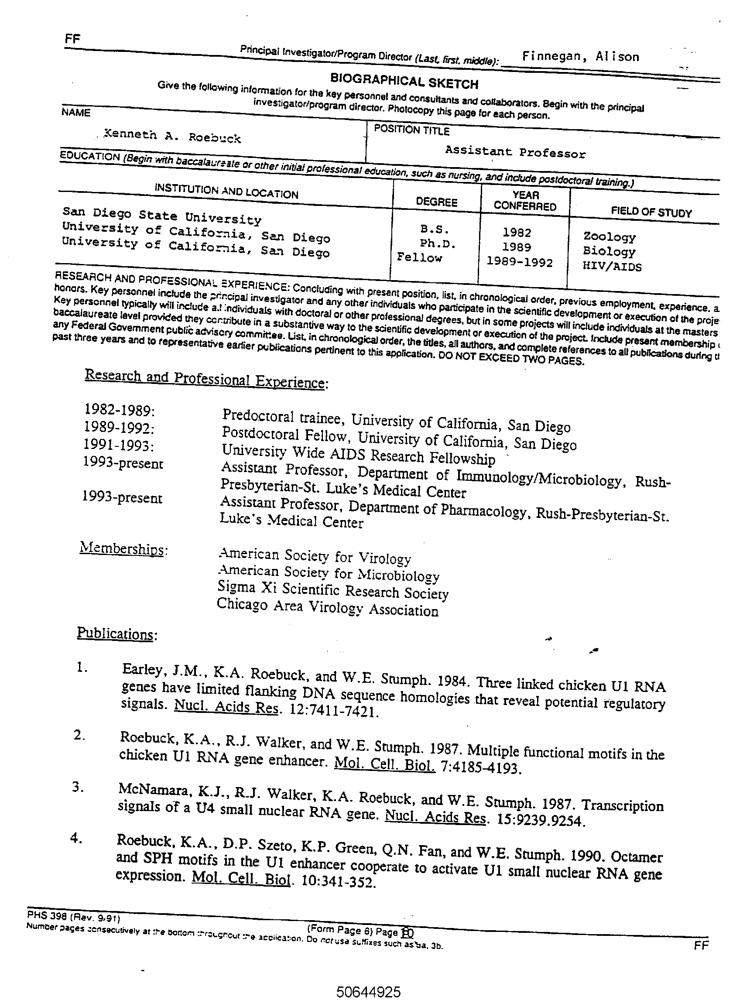 FF
Principal Investigator/Program Director (Last, first, middle): Finnegan, Alison
BIOGRAPHICAL SKETCH
Give the following information for the key personnel and consultants and collaborators. Begin with the principal
investigator/program director. Photocopy this page for each person.
NAME
POSITION TITLE
Kenneth A. Roebuck
Assistant Professor
EDUCATION (Begin with baccalaureate or other initial professional education, such as nursing, and include postdoctoral training.)
INSTITUTION AND LOCATION DEGREE YEAR CONFERRED FIELD OF STUDY
San Diego State University B.S. 1982 Zoology
University of California, San Diego Ph.D. 1989 Biology
University of California, San Diego Fellow 1989-1992 HIV/AIDS
RESEARCH AND PROFESSIONAL EXPERIENCE: Concluding with present position, list, in chronological order, previous employment, experience, a
honors. Key personnel include the principal investigator and any other individuals who participate in the scientific development or execution of the proje
Key personnel typically will include all individuals with doctoral or other professional degrees, but in some projects will include individuals at the masters
baccalaureate level provided they contribute in a substantive way to the scientific development or execution of the project. Include present membership
any Federal Government public advisory committee. List, in chronological order, the titles, all authors, and complete references to all publications during t
past three years and to representative earlier publications pertinent to this application. DO NOT EXCEED TWO PAGES.
Research and Professional Experience:
1982-1989: Predoctoral trainee, University of California, San Diego
1989-1992: Postdoctoral Fellow, University of California, San Diego
1991-1993: University Wide AIDS Research Fellowship
1993-present Assistant Professor, Department of Immunology/Microbiology, Rush-
Presbyterian-St. Luke's Medical Center
1993-present Assistant Professor, Department of Pharmacology, Rush-Presbyterian-St.
Luke's Medical Center
Memberships: American Society for Virology
American Society for Microbiology
Sigma Xi Scientific Research Society
Chicago Area Virology Association
Publications:
1. Earley, J.M., K.A. Roebuck, and W.E. Stumph. 1984. Three linked chicken U1 RNA
genes have limited flanking DNA sequence homologies that reveal potential regulatory
signals. Nucl. Acids Res. 12:7411-7421.
2. Roebuck, K.A., R.J. Walker, and W.E. Stumph. 1987. Multiple functional motifs in the
chicken U1 RNA gene enhancer. Mol. Cell. Biol. 7:4185-4193.
3. McNamara, K.J., R.J. Walker, K.A. Roebuck, and W.E. Stumph. 1987. Transcription
signals of a U4 small nuclear RNA gene. Nucl. Acids Res. 15:9239.9254.
4. Roebuck, K.A., D.P. Szeto, K.P. Green, Q.N. Fan, and W.E. Stumph. 1990. Octamer
and SPH motifs in the U1 enhancer cooperate to activate U1 small nuclear RNA gene
expression. Mol. Cell. Biol. 10:341-352.
PHS 398 (Rev. 9/91) (Form Page 6) Page
Number pages consecutively at the bottom throughout the application. Do not use suffixes such as 3a, 3b.
FF
50644925